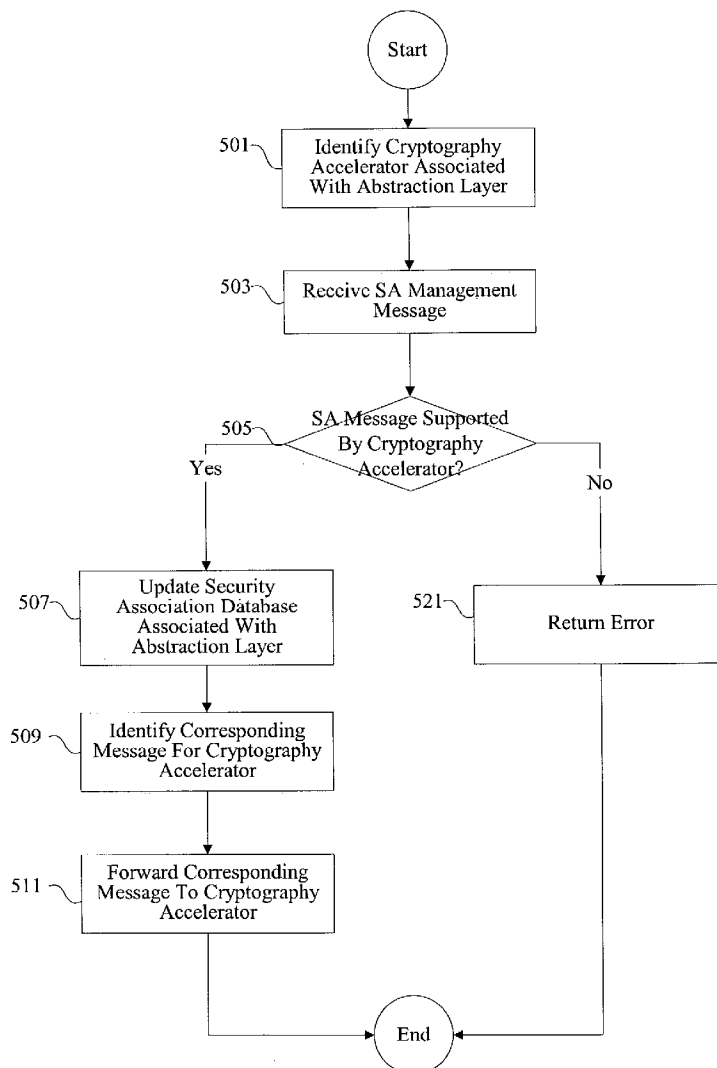 Start
501
Identify Cryptography
Accelerator Associated
With Abstraction Layer
503
Receive SA Management
Message
505
SA Message Supported
By Cryptography
Accelerator?
Yes
No
507
Update Security
Association Database
Associated With
Abstraction Layer
521
Return Error
509
Identify Corresponding
Message For Cryptography
Accelerator
511
Forward Corresponding
Message To Cryptography
Accelerator
End